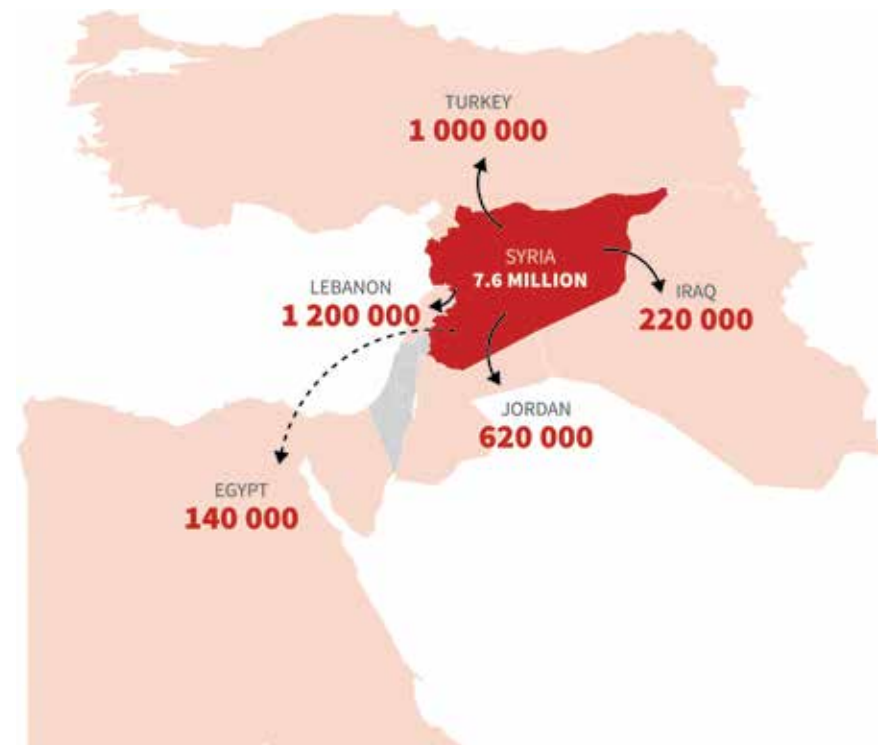 TURKEY
1 000 000
SYRIA
7.6 MILLION
LEBANON
1 200 000
IRAQ
220 000
JORDAN
620 000
EGYPT
140 000